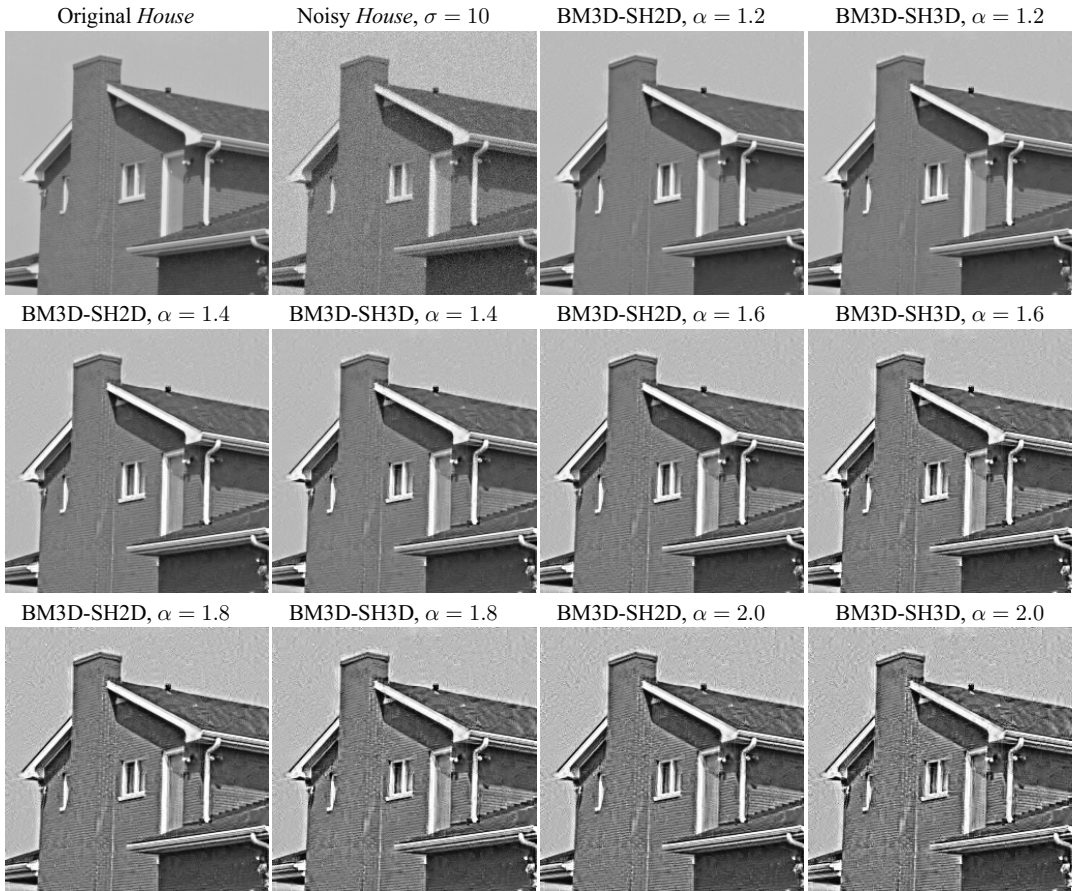 Original House
Noisy House, σ = 10
BM3D-SH2D, α = 1.2
BM3D-SH3D, α = 1.2
BM3D-SH2D, α = 1.4
BM3D-SH3D, α = 1.4
BM3D-SH2D, α = 1.6
BM3D-SH3D, α = 1.6
BM3D-SH2D, α = 1.8
BM3D-SH3D, α = 1.8
BM3D-SH2D, α = 2.0
BM3D-SH3D, α = 2.0